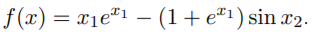 f(x) = x₁e^{x₁} − (1 + e^{x₁}) sin x₂.